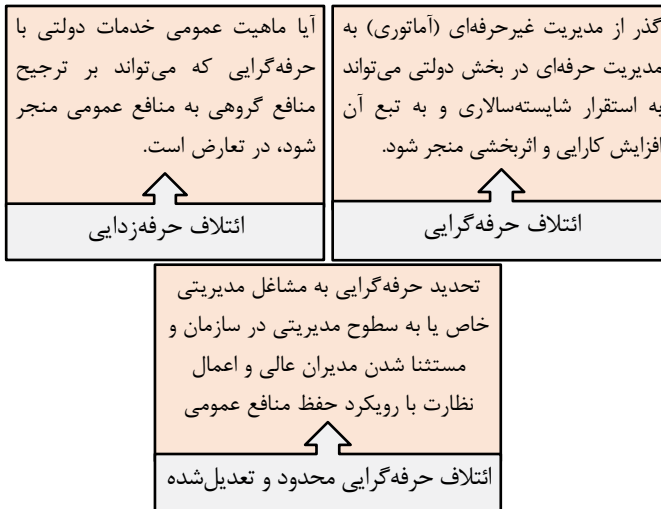 گذر از مدیریت غیرحرفه‌ای (آماتوری) به
مدیریت حرفه‌ای در بخش دولتی می‌تواند
به استقرار شایسته‌سالاری و به تبع آن
افزایش کارایی و اثربخشی منجر شود.
ائتلاف حرفه‌گرایی
آیا ماهیت عمومی خدمات دولتی با
حرفه‌گرایی که می‌تواند بر ترجیح
منافع گروهی به منافع عمومی منجر
شود، در تعارض است.
ائتلاف حرفه‌زدایی
تحدید حرفه‌گرایی به مشاغل مدیریتی
خاص یا به سطوح مدیریتی در سازمان و
مستثنا شدن مدیران عالی و اعمال
نظارت با رویکرد حفظ منافع عمومی
ائتلاف حرفه‌گرایی محدود و تعدیل‌شده